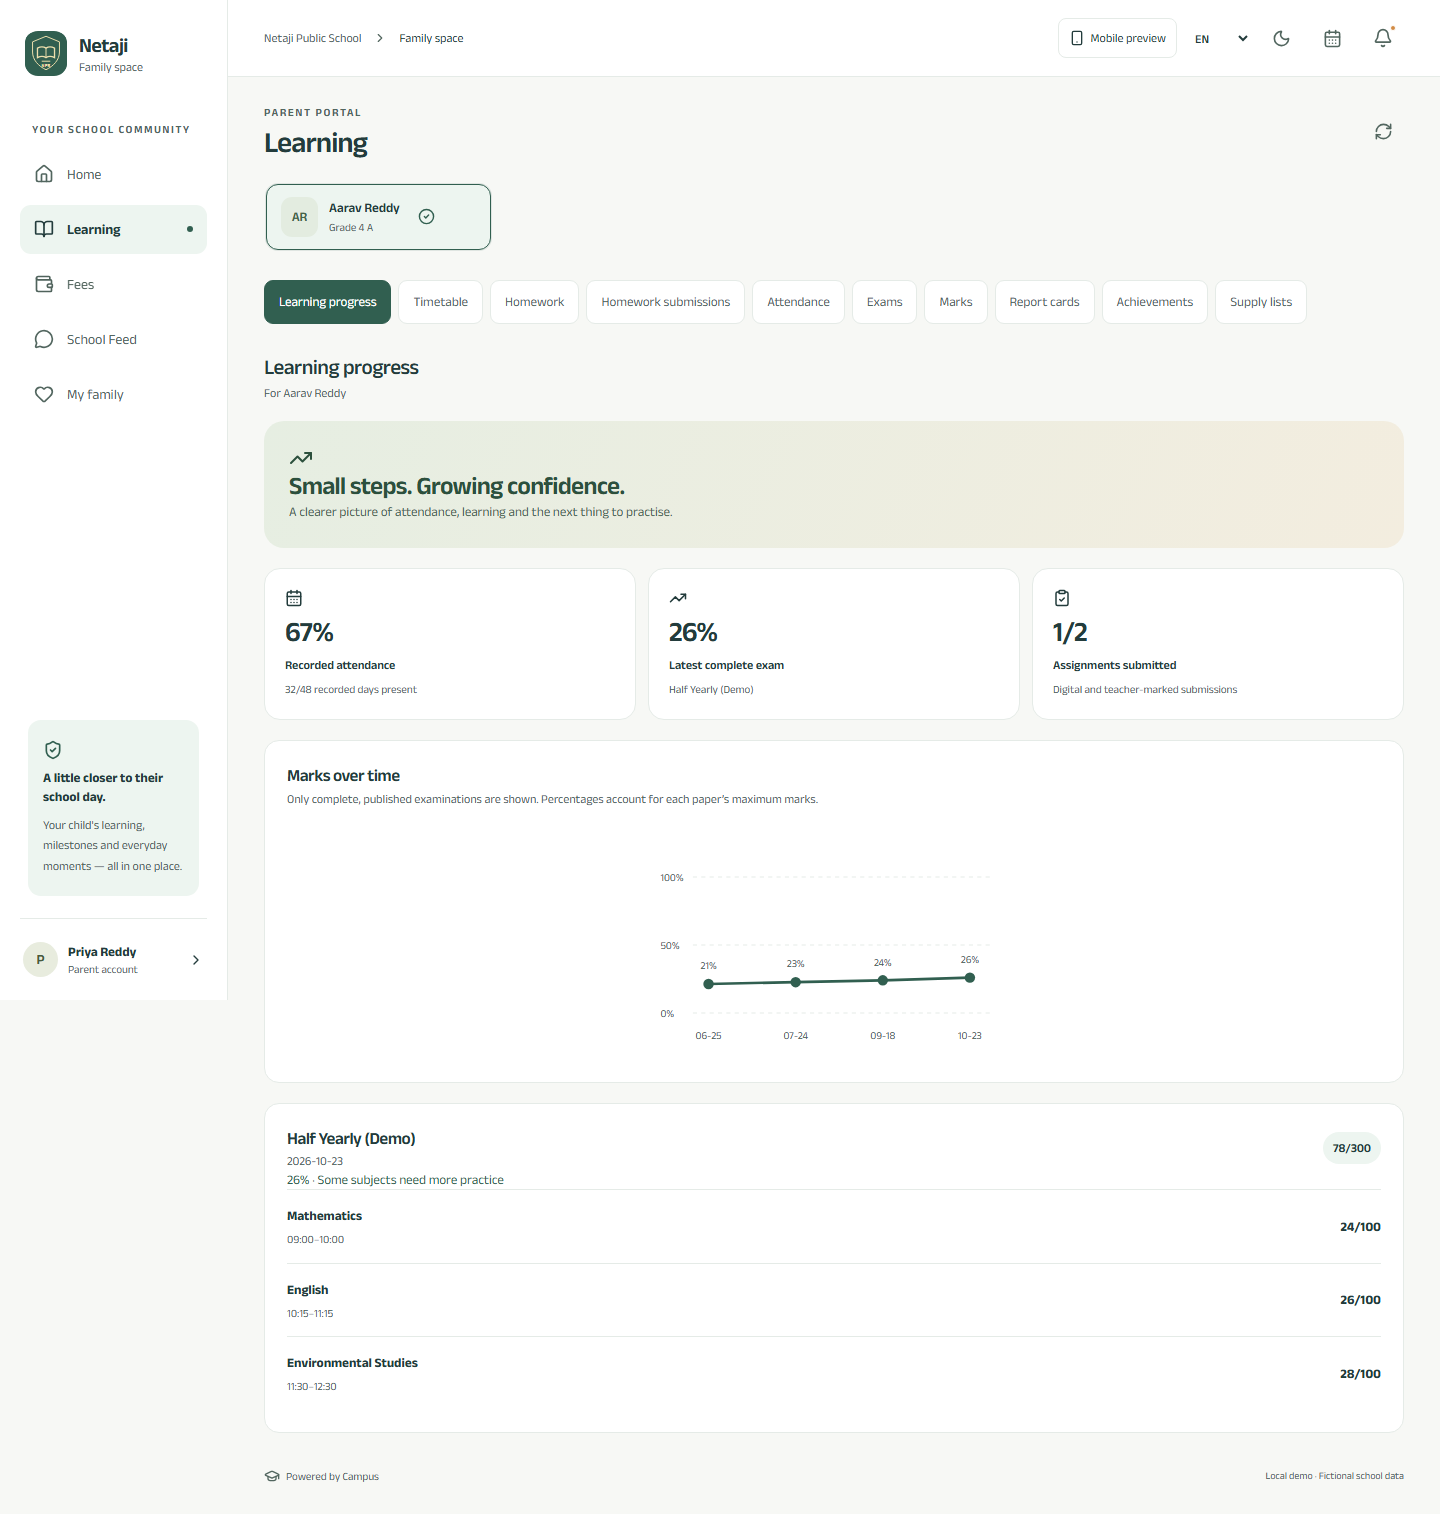 Netaji
Family space
YOUR SCHOOL COMMUNITY
Home
Learning
Fees
School Feed
My family
A little closer to their
school day.
Your child's learning,
milestones and everyday
moments — all in one place.
P
Priya Reddy
Parent account
Netaji Public School
Family space
Mobile preview
EN
PARENT PORTAL
Learning
AR
Aarav Reddy
Grade 4 A
Learning progress
Timetable
Homework
Homework submissions
Attendance
Exams
Marks
Report cards
Achievements
Supply lists
Learning progress
For Aarav Reddy
Small steps. Growing confidence.
A clearer picture of attendance, learning and the next thing to practise.
67%
Recorded attendance
32/48 recorded days present
26%
Latest complete exam
Half Yearly (Demo)
1/2
Assignments submitted
Digital and teacher-marked submissions
Marks over time
Only complete, published examinations are shown. Percentages account for each paper's maximum marks.
100%
50%
0%
21%
23%
24%
26%
06-25
07-24
09-18
10-23
Half Yearly (Demo)
2026-10-23
26% · Some subjects need more practice
78/300
Mathematics
09:00–10:00
24/100
English
10:15–11:15
26/100
Environmental Studies
11:30–12:30
28/100
Powered by Campus
Local demo · Fictional school data